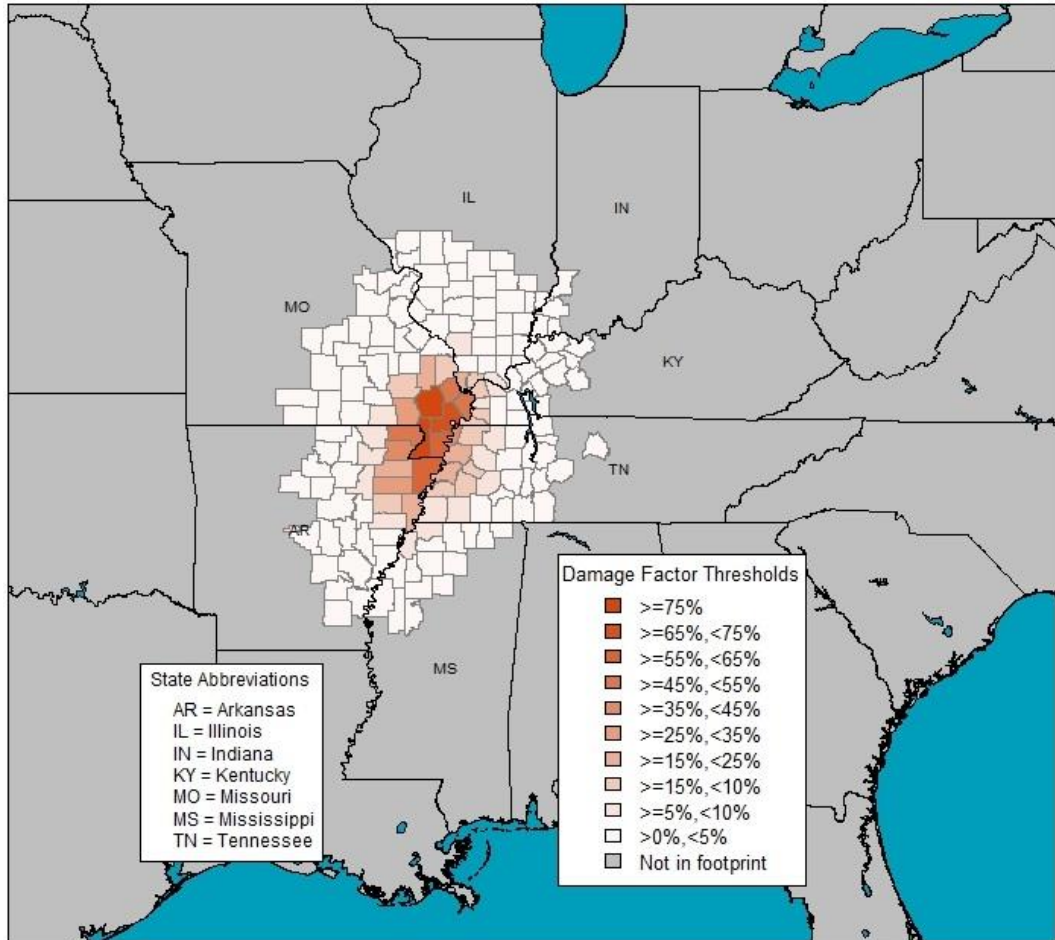 IL
IN
MO
KY
TN
AR
MS
Damage Factor Thresholds
>=75%
>=65%,<75%
>=55%,<65%
>=45%,<55%
>=35%,<45%
>=25%,<35%
>=15%,<25%
>=15%,<10%
>=5%,<10%
>0%,<5%
Not in footprint
State Abbreviations
AR = Arkansas
IL = Illinois
IN = Indiana
KY = Kentucky
MO = Missouri
MS = Mississippi
TN = Tennessee